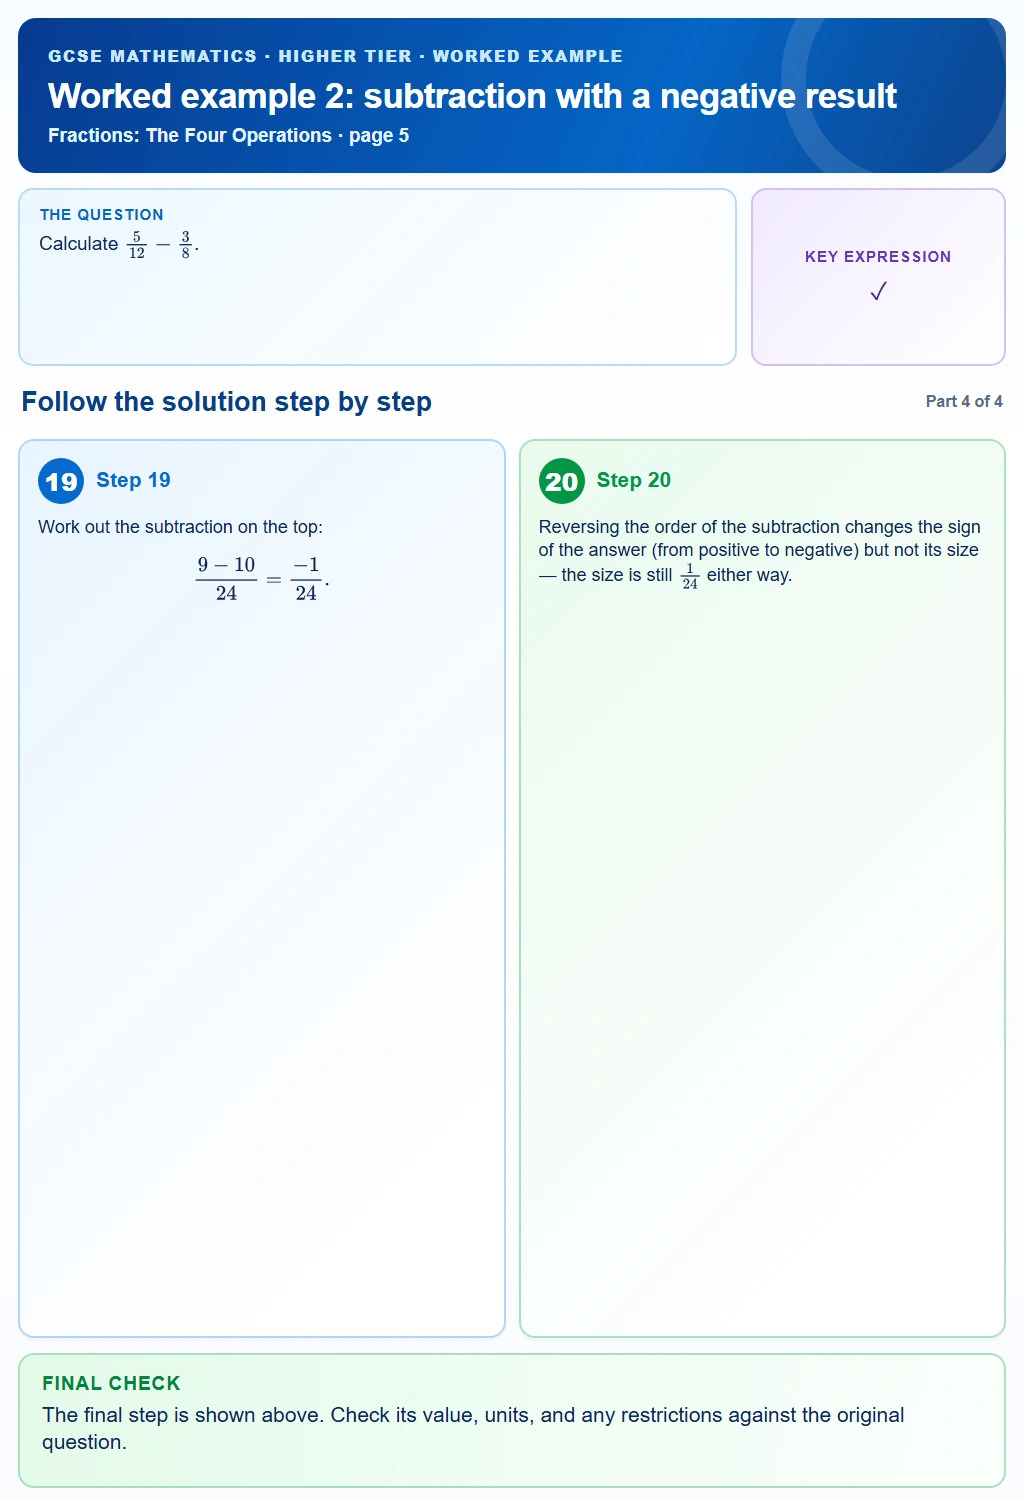 GCSE MATHEMATICS · HIGHER TIER · WORKED EXAMPLE
Worked example 2: subtraction with a negative result
Fractions: The Four Operations · page 5
THE QUESTION
Calculate 5/12 − 3/8.
KEY EXPRESSION
✓
Follow the solution step by step
Part 4 of 4
19 Step 19
Work out the subtraction on the top:
(9 − 10)/24 = −1/24.
20 Step 20
Reversing the order of the subtraction changes the sign
of the answer (from positive to negative) but not its size
— the size is still 1/24 either way.
FINAL CHECK
The final step is shown above. Check its value, units, and any restrictions against the original
question.